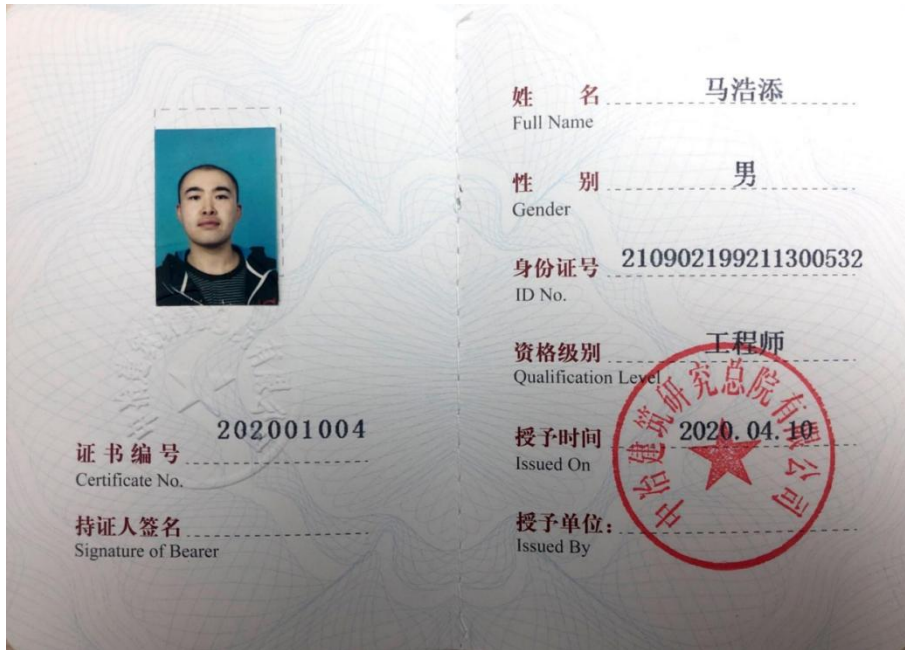 证书编号 202001004
Certificate No.
持证人签名
Signature of Bearer
姓 名 马浩添
Full Name
性 别 男
Gender
身份证号 210902199211300532
ID No.
资格级别 工程师
Qualification Level
授予时间 2020.04.10
Issued On
授予单位:
Issued By
中冶建筑研究总院有限公司